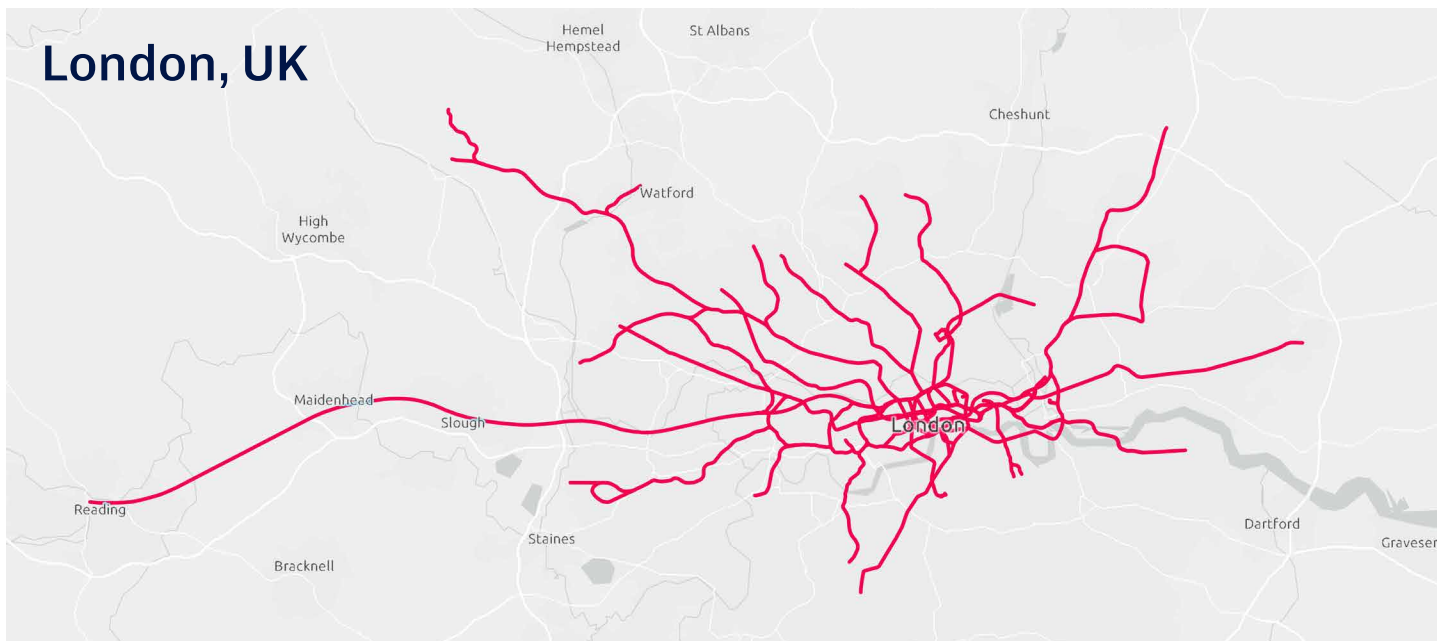 London, UK
Hemel
Hempstead
St Albans
Cheshunt
Watford
High
Wycombe
Maidenhead
Slough
London
Reading
Staines
Dartford
Gravesen
Bracknell